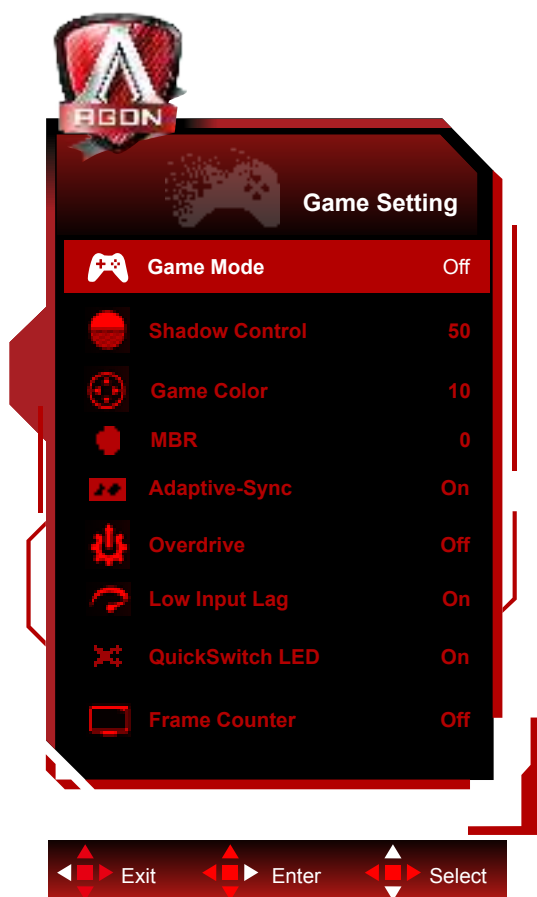 AGON
Game Setting
Game Mode Off
Shadow Control 50
Game Color 10
MBR 0
Adaptive-Sync On
Overdrive Off
Low Input Lag On
QuickSwitch LED On
Frame Counter Off
Exit Enter Select